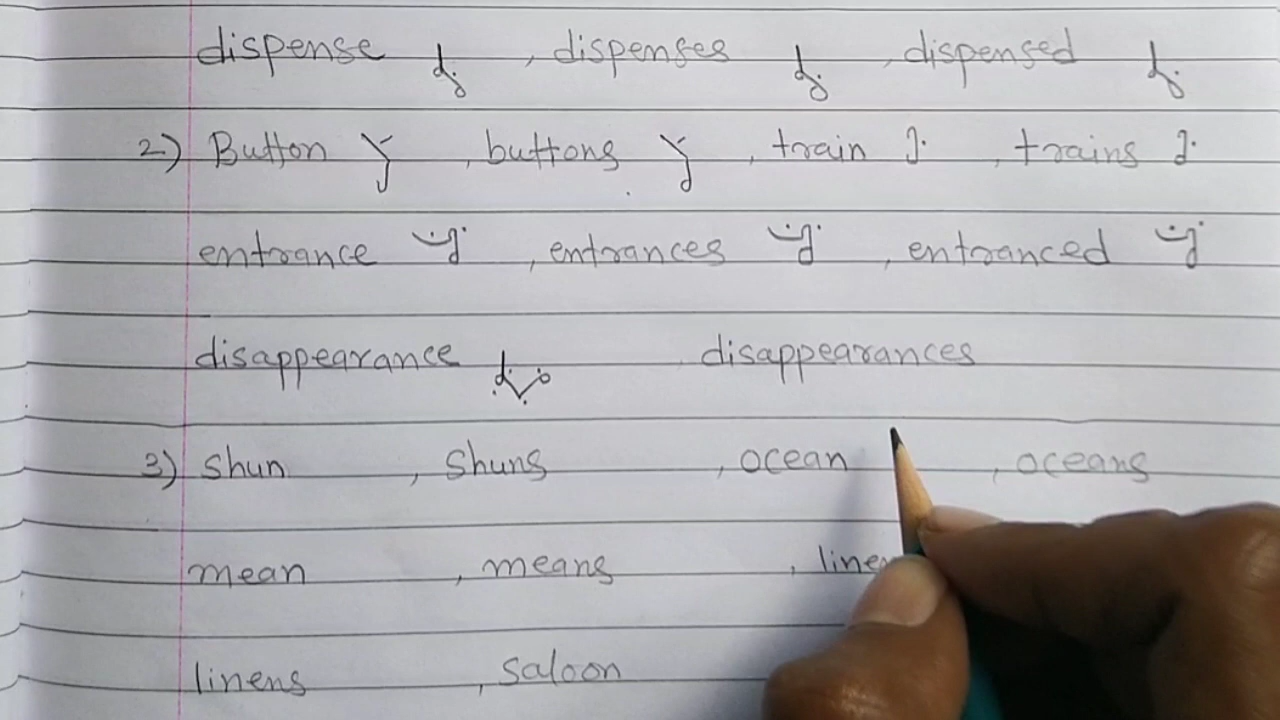 dispense , dispenses , dispensed
2) Button , buttons , train , trains
entrance , entrances , entranced
disappearance disappearances
3) shun , shuns , ocean , oceans
mean , means ,
linens , saloon